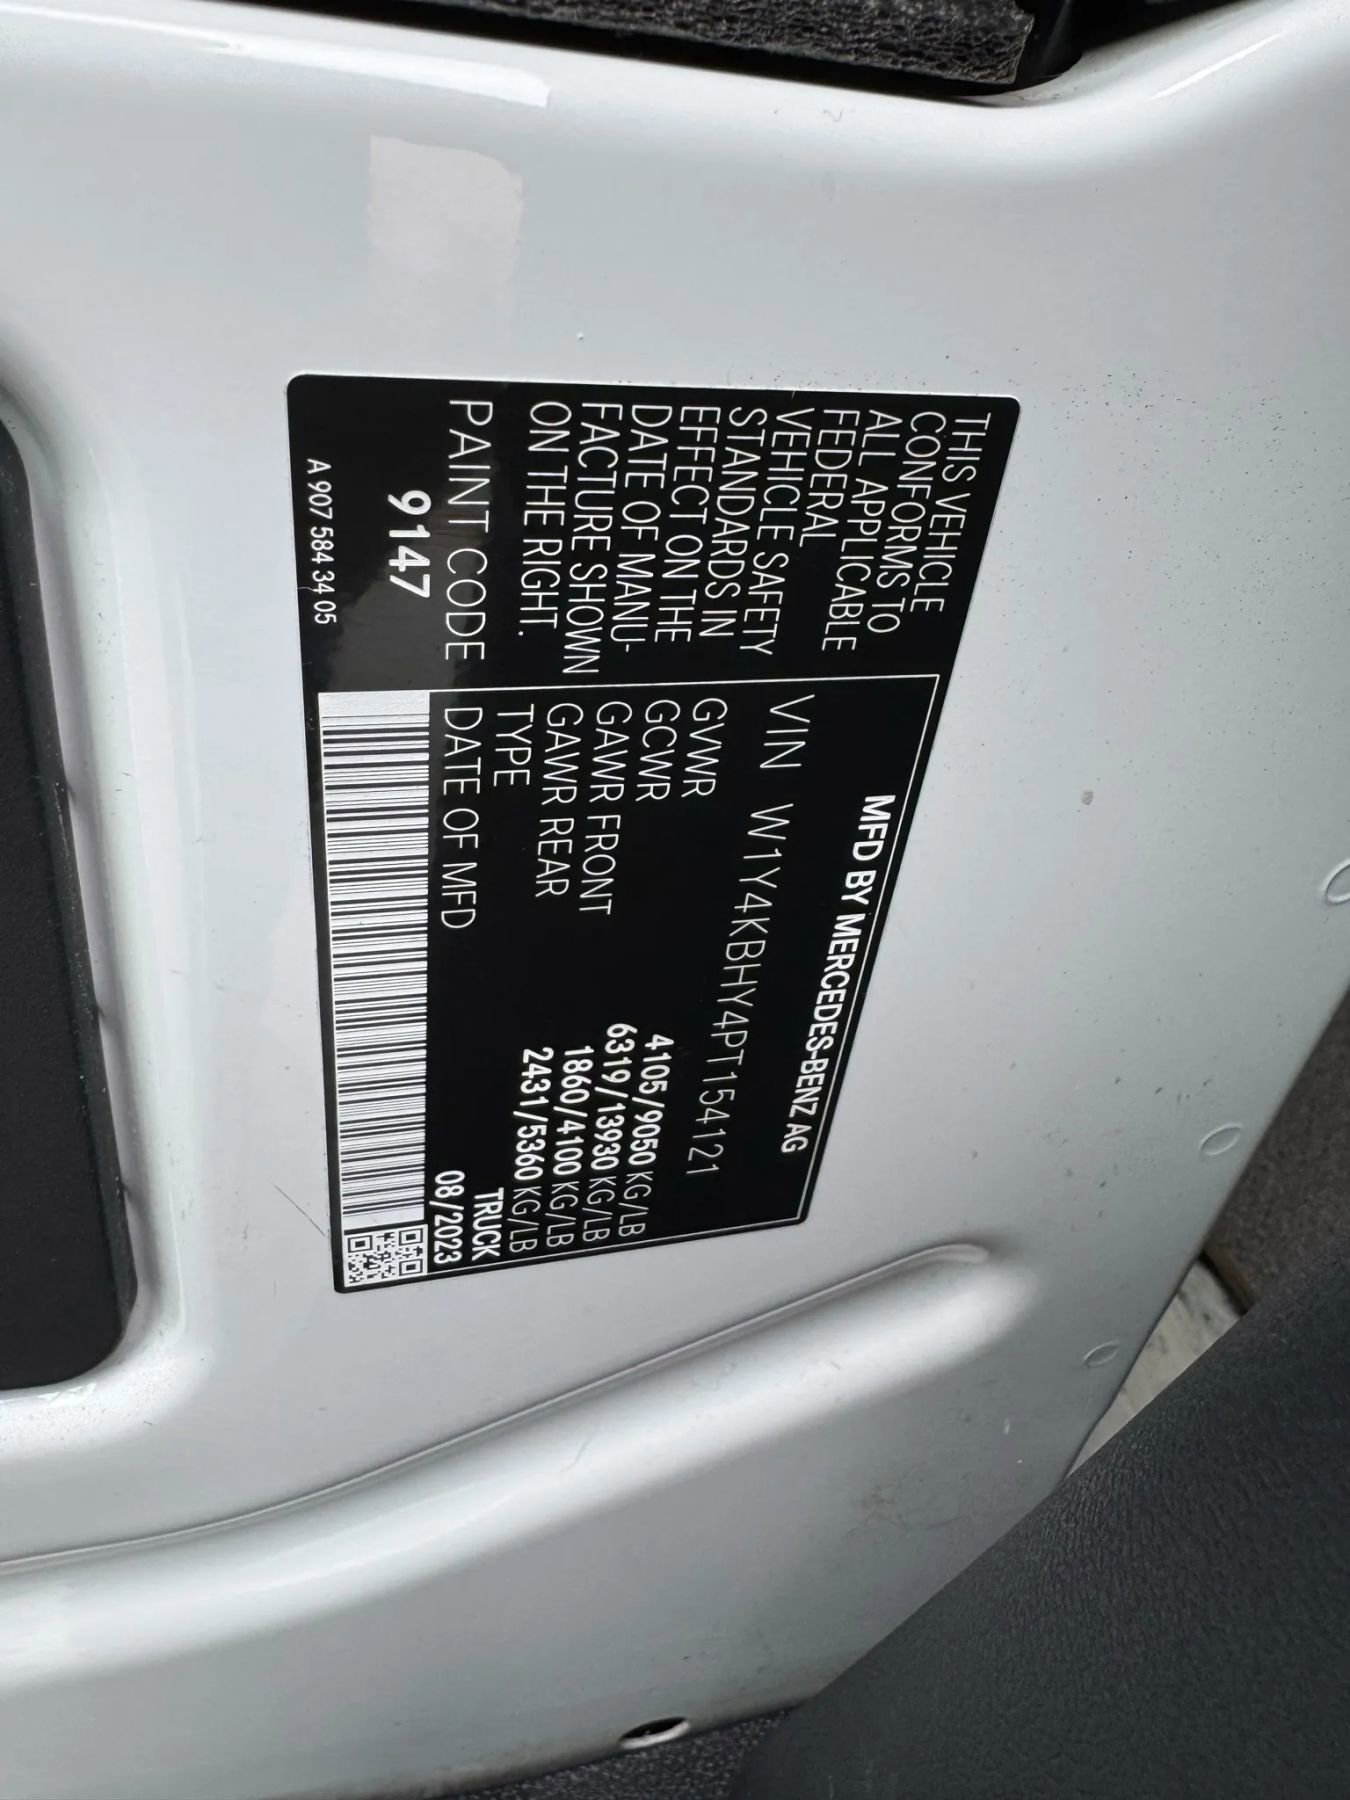 THIS VEHICLE
CONFORMS TO
ALL APPLICABLE
FEDERAL
VEHICLE SAFETY
STANDARDS IN
EFFECT ON THE
DATE OF MANU-
FACTURE SHOWN
ON THE RIGHT.
PAINT CODE
9147
A 907 584 34 05
MFD BY MERCEDES-BENZ AG
VIN W1Y4KBHY4PT154121
GVWR 4105/9050 KG/LB
GCWR 6319/13930 KG/LB
GAWR FRONT 1860/4100 KG/LB
GAWR REAR 2431/5360 KG/LB
TYPE TRUCK
DATE OF MFD 08/2023